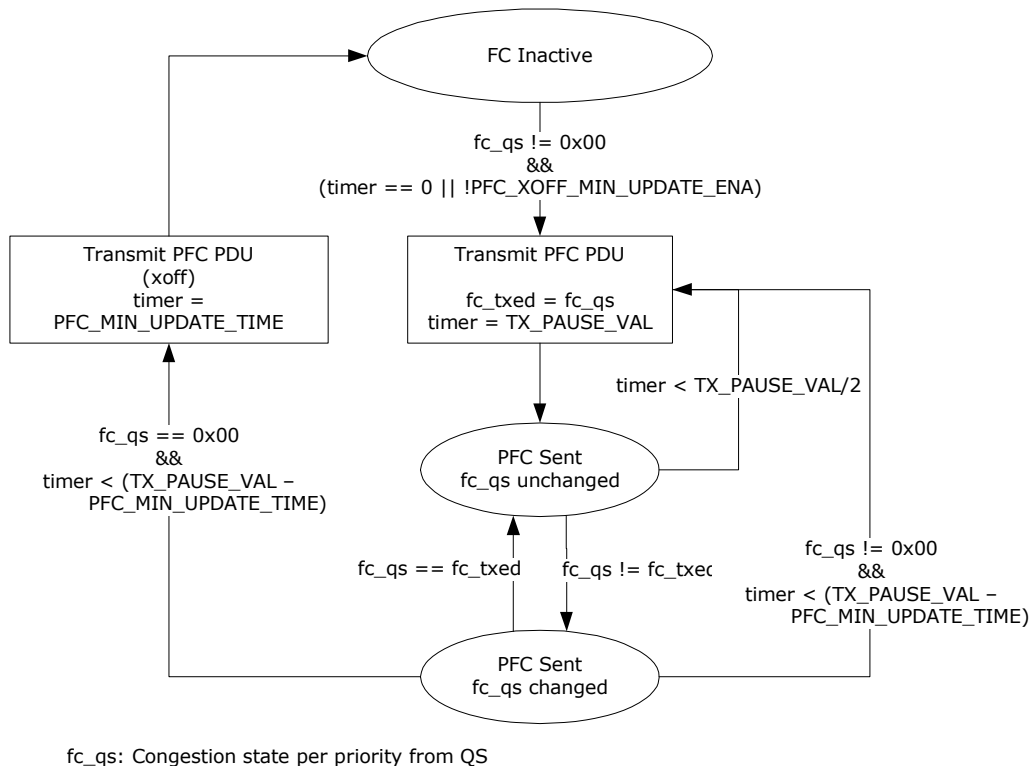 FC Inactive
fc_qs != 0x00
&&
(timer == 0 || !PFC_XOFF_MIN_UPDATE_ENA)
Transmit PFC PDU
(xoff)
timer =
PFC_MIN_UPDATE_TIME
Transmit PFC PDU
fc_txed = fc_qs
timer = TX_PAUSE_VAL
timer < TX_PAUSE_VAL/2
fc_qs == 0x00
&&
timer < (TX_PAUSE_VAL –
PFC_MIN_UPDATE_TIME)
PFC Sent
fc_qs unchanged
fc_qs == fc_txed
fc_qs != fc_txed
fc_qs != 0x00
&&
timer < (TX_PAUSE_VAL –
PFC_MIN_UPDATE_TIME)
PFC Sent
fc_qs changed
fc_qs: Congestion state per priority from QS